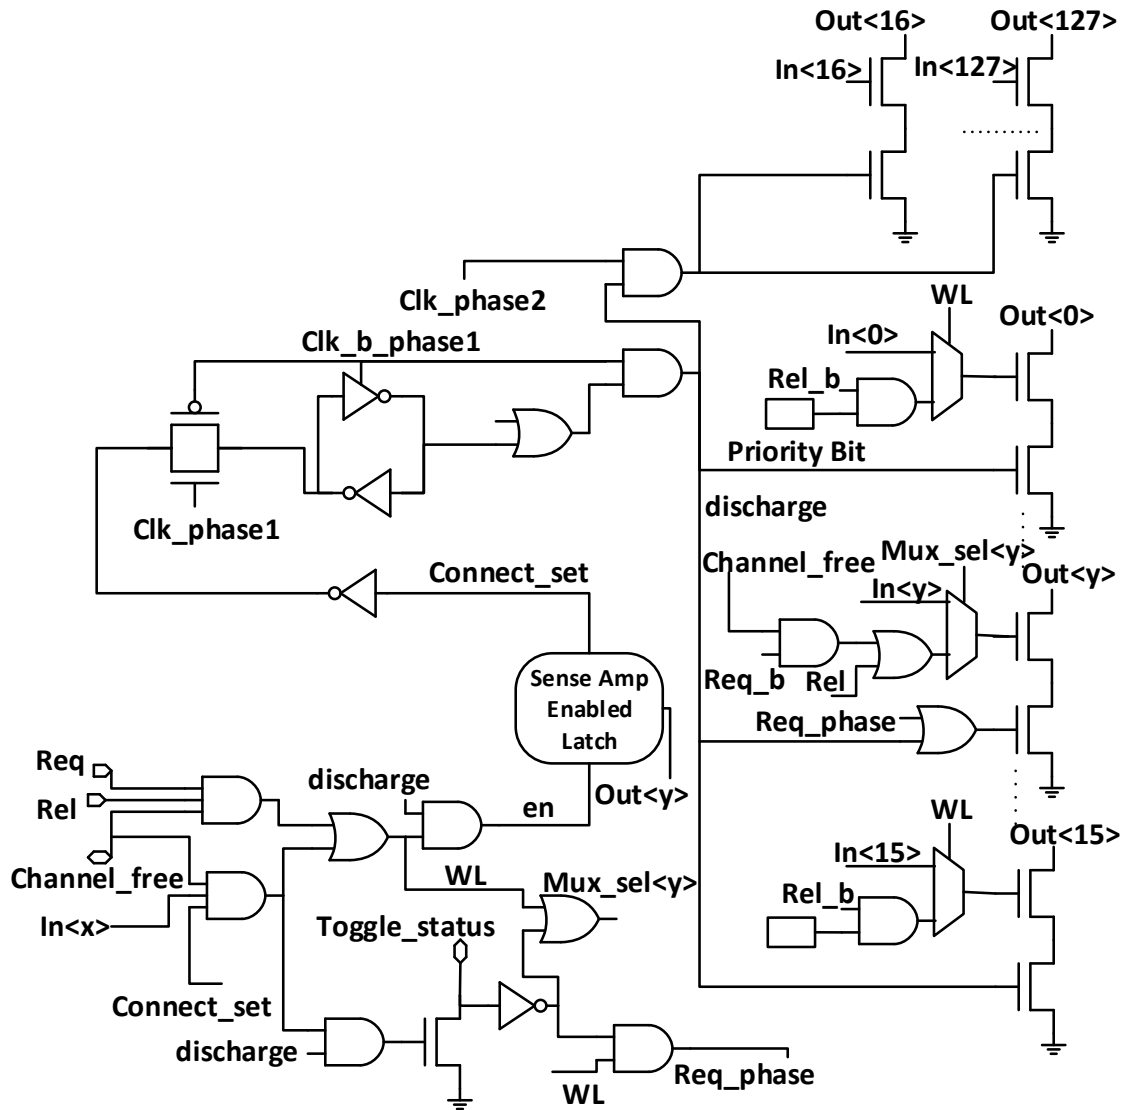 Out<16>
Out<127>
In<16>
In<127>
Clk_phase2
WL
Out<0>
In<0>
Clk_b_phase1
Rel_b
Priority Bit
Clk_phase1
discharge
Mux_sel<y>
Channel_free
Out<y>
In<y>
Connect_set
Req_b
Rel
Sense Amp
Enabled
Latch
Req_phase
Req
discharge
Out<y>
Rel
en
WL
Out<15>
In<15>
Channel_free
WL
Mux_sel<y>
Rel_b
In<x>
Toggle_status
Connect_set
discharge
Req_phase
WL